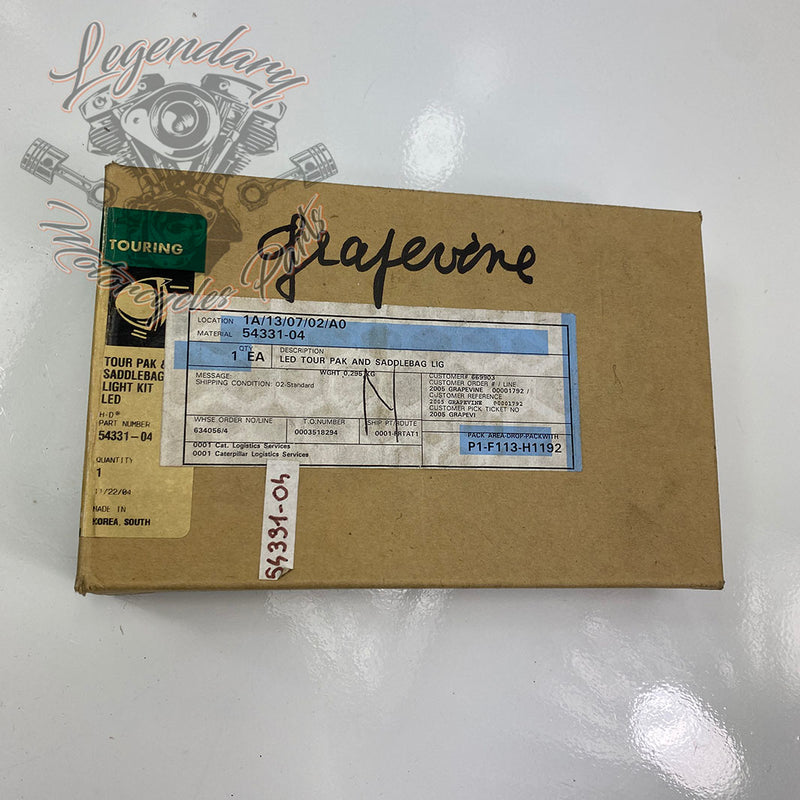 Legendary
Motorcycles Parts
Grapevine
TOURING
TOUR PAK &
SADDLEBAG
LIGHT KIT
LED
H-D®
PART NUMBER
54331-04
QUANTITY
1
11/22/04
MADE IN
KOREA, SOUTH
LOCATION 1A/13/07/02/A0
MATERIAL 54331-04
QTY
1 EA
DESCRIPTION
LED TOUR PAK AND SADDLEBAG LIG
WGHT 0.295 KG
MESSAGE:
SHIPPING CONDITION: 02-Standard
CUSTOMER# 669903
CUSTOMER ORDER # / LINE
2005 GRAPEVINE 00001792 /
CUSTOMER REFERENCE
2005 GRAPEVINE 00001792
CUSTOMER PICK TICKET NO
2005 GRAPEVI
WHSE ORDER NO/LINE
634056/4
T.O.NUMBER
0003518294
SHIP PT/ROUTE
0001
RTAT1
N
PACK AREA-DROP-PACKWITH
P1-F113-H1192
0001 Cat. Logistics Services
0001 Caterpillar Logistics Services
54331-04